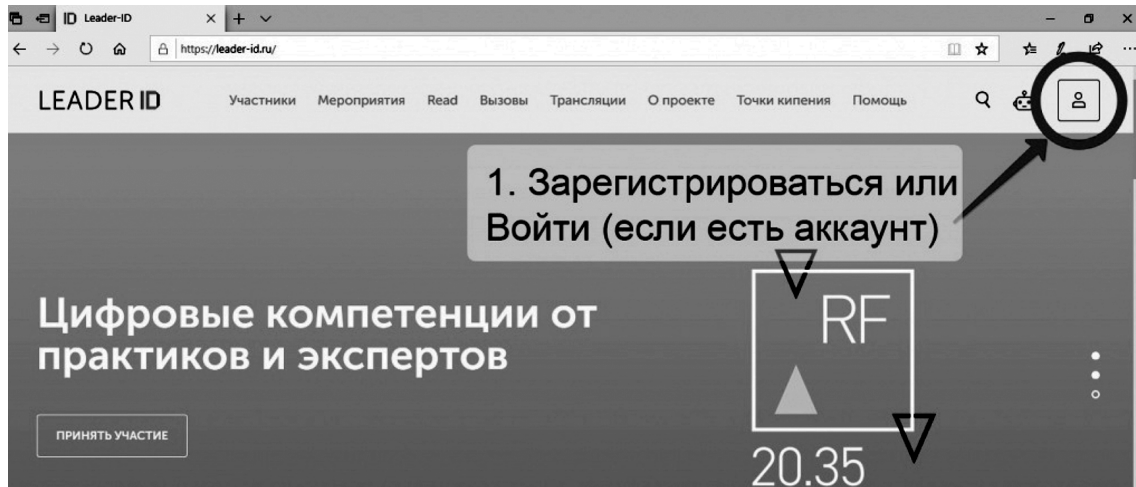 Leader-ID
https://leader-id.ru/
LEADER ID
Участники Мероприятия Read Вызовы Трансляции О проекте Точки кипения Помощь
1. Зарегистрироваться или
Войти (если есть аккаунт)
Цифровые компетенции от
практиков и экспертов
ПРИНЯТЬ УЧАСТИЕ
RF
20.35